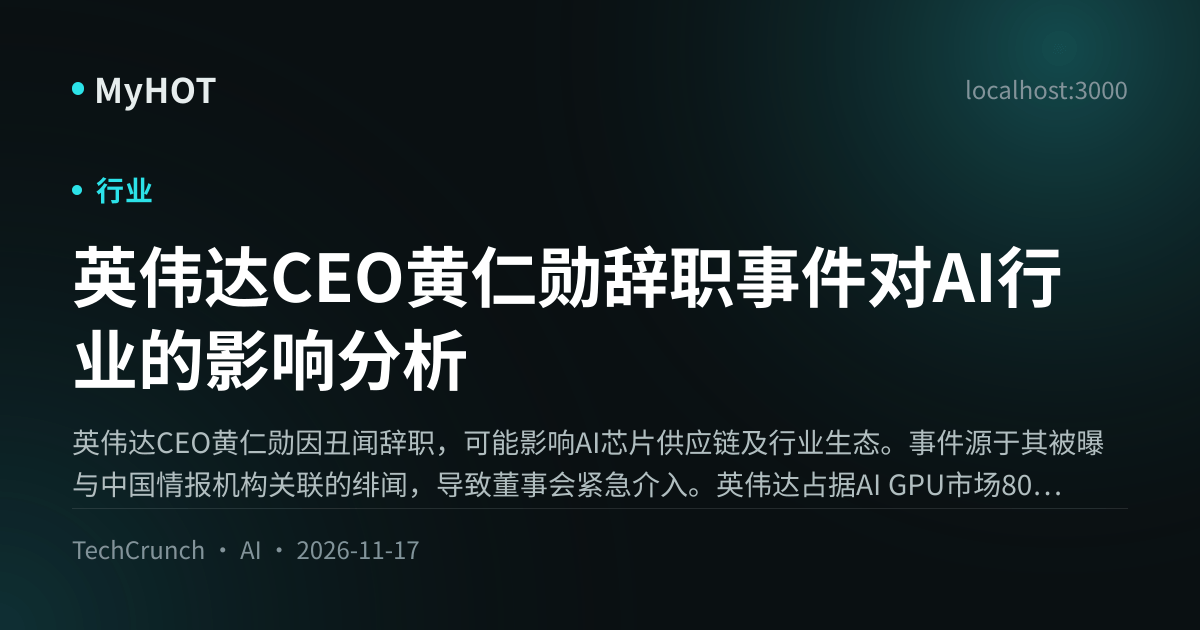 MyHOT
localhost:3000
行业
英伟达CEO黄仁勋辞职事件对AI行
业的影响分析
英伟达CEO黄仁勋因丑闻辞职，可能影响AI芯片供应链及行业生态。事件源于其被曝
与中国情报机构关联的绯闻，导致董事会紧急介入。英伟达占据AI GPU市场80…
TechCrunch · AI · 2026-11-17